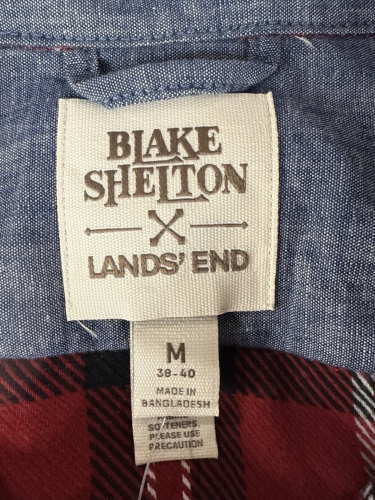 BLAKE
SHELTON
X
LANDS' END
M
38-40
MADE IN
BANGLADESH
SOFTENERS.
PLEASE USE
PRECAUTION